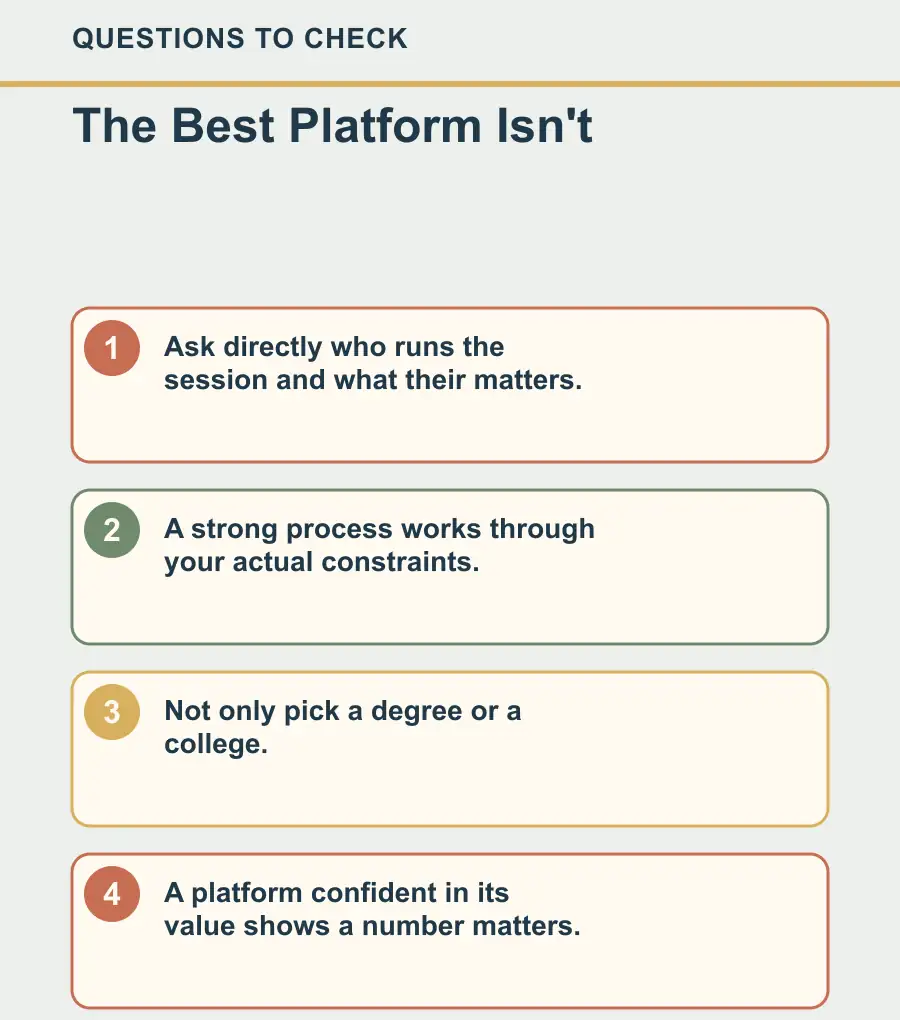 QUESTIONS TO CHECK
The Best Platform Isn't
1
Ask directly who runs the
session and what their matters.
2
A strong process works through
your actual constraints.
3
Not only pick a degree or a
college.
4
A platform confident in its
value shows a number matters.